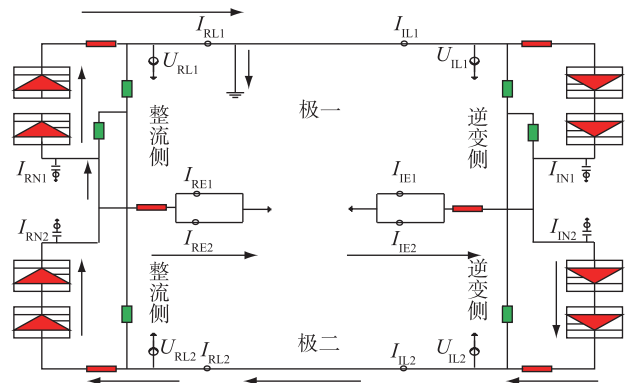 I_RL1
I_IL1
U_RL1
U_IL1
整流侧
极一
逆变侧
I_RN1
I_RE1
I_IE1
I_IN1
I_RN2
I_RE2
I_IE2
I_IN2
整流侧
逆变侧
U_RL2
I_RL2
极二
I_IL2
U_IL2